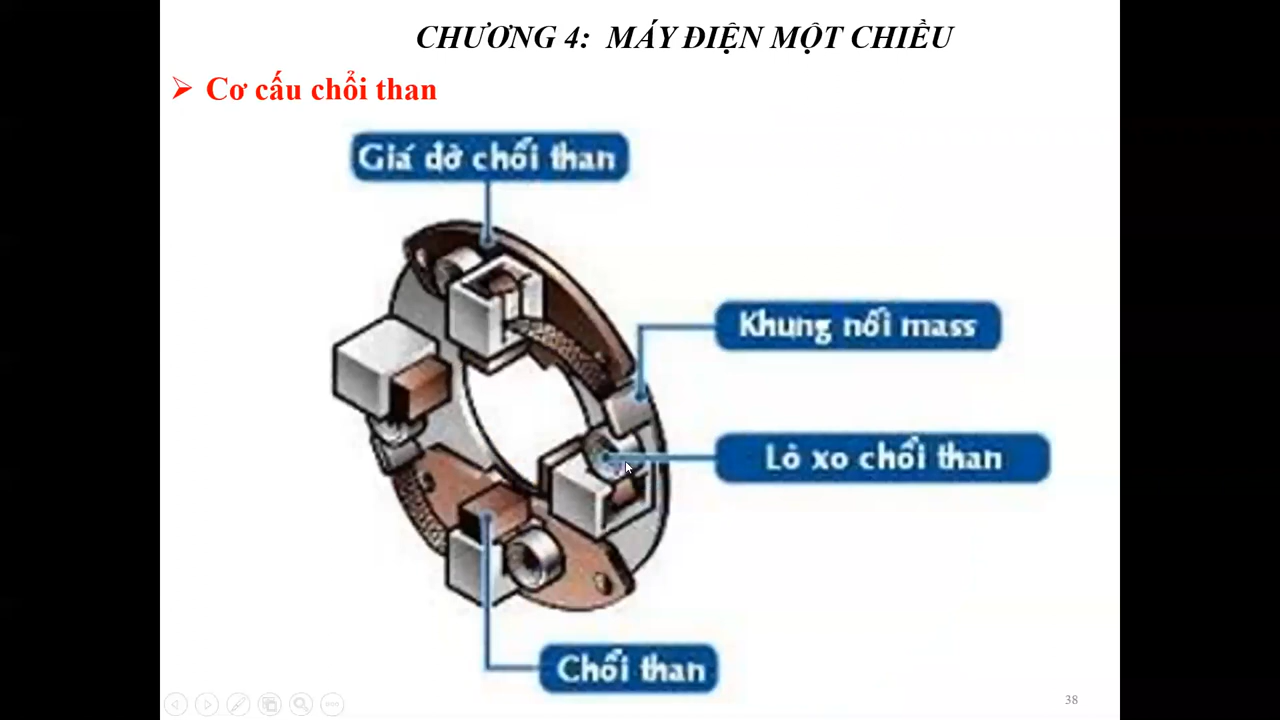 CHƯƠNG 4: MÁY ĐIỆN MỘT CHIỀU
Cơ cấu chổi than
Giá đở chổi than
Khung nối mass
Lò xo chổi than
Chổi than
38